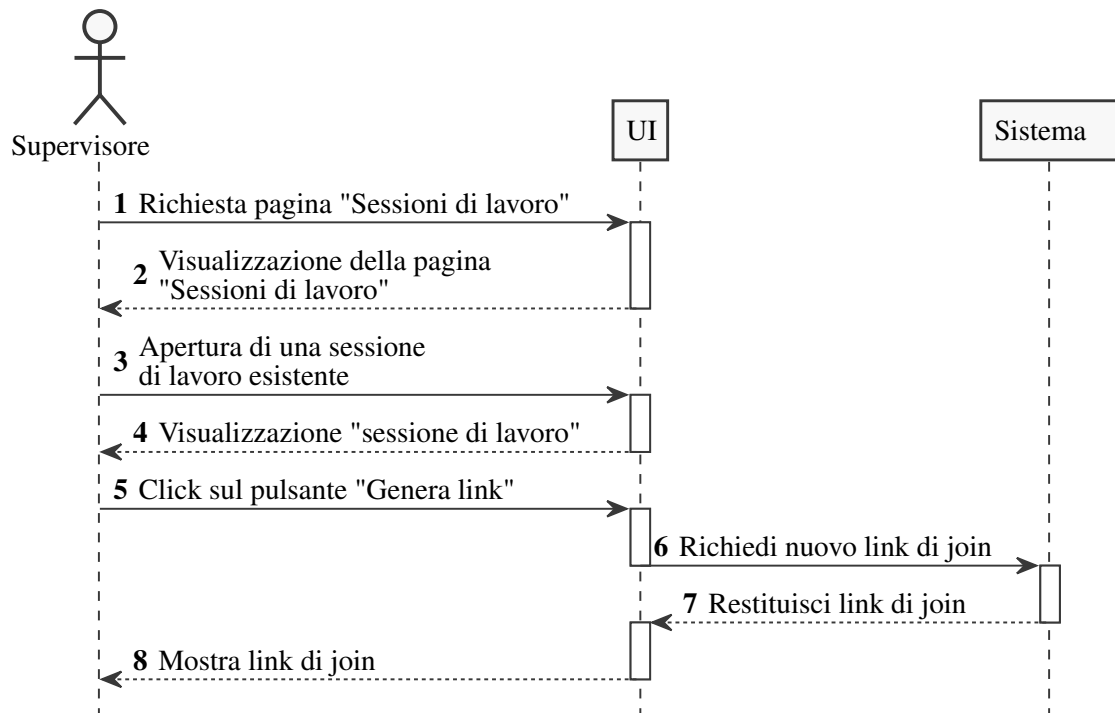 Supervisore
UI
Sistema
1 Richiesta pagina "Sessioni di lavoro"
2 Visualizzazione della pagina
"Sessioni di lavoro"
3 Apertura di una sessione
di lavoro esistente
4 Visualizzazione "sessione di lavoro"
5 Click sul pulsante "Genera link"
6 Richiedi nuovo link di join
7 Restituisci link di join
8 Mostra link di join